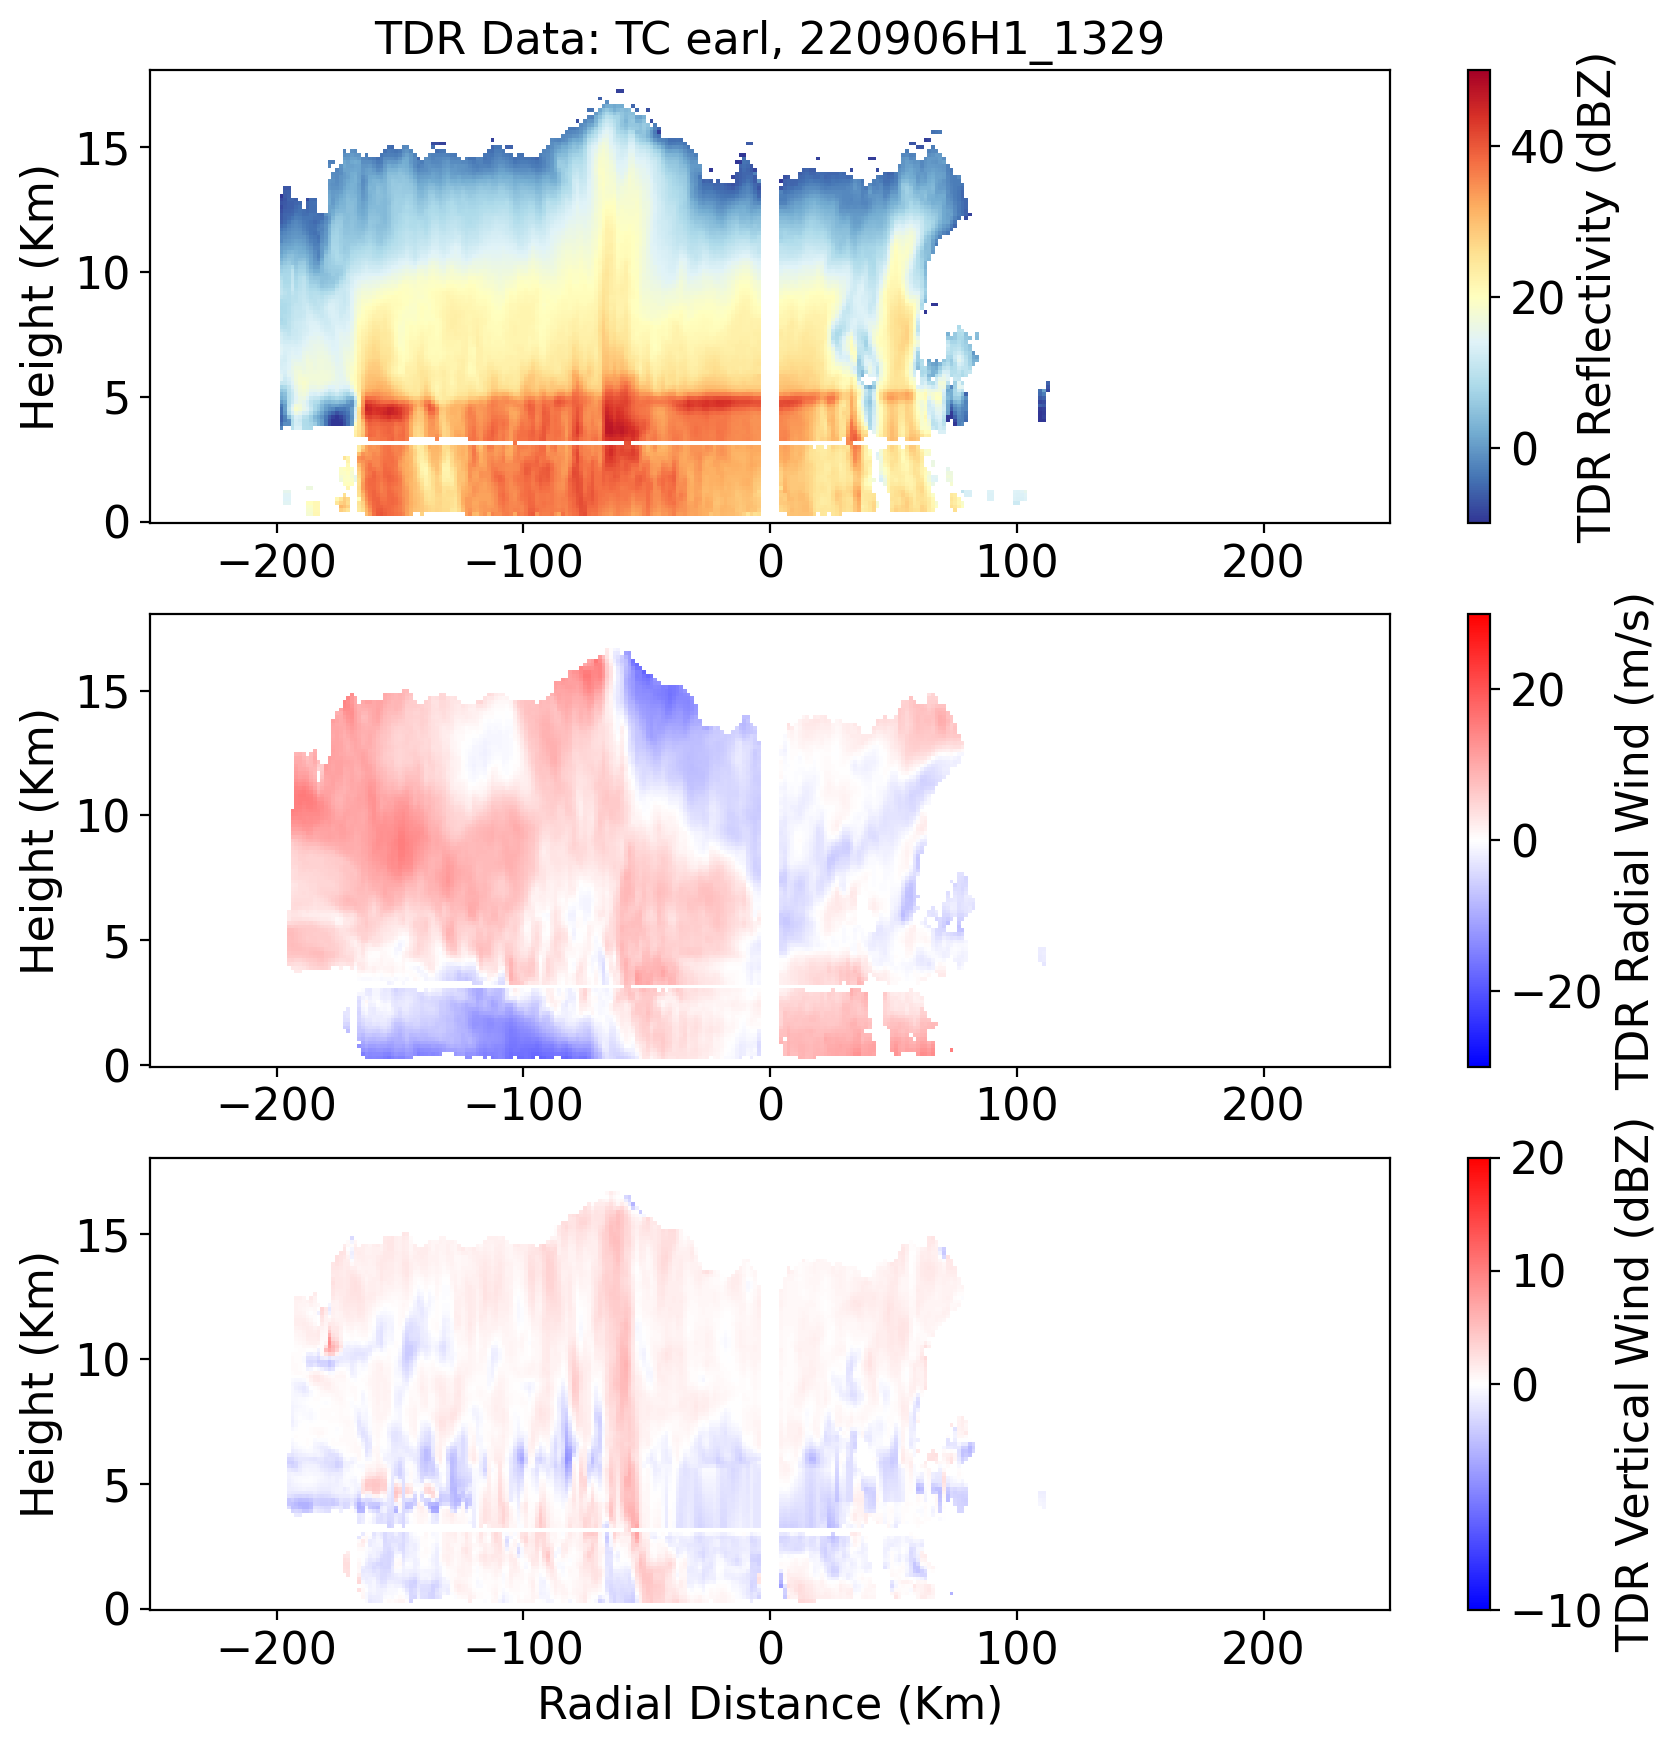 TDR Data: TC earl, 220906H1_1329
15
10
5
0
Height (Km)
−200 −100 0 100 200
40
20
0
TDR Reflectivity (dBZ)
15
10
5
0
Height (Km)
−200 −100 0 100 200
20
0
−20
TDR Radial Wind (m/s)
15
10
5
0
Height (Km)
−200 −100 0 100 200
Radial Distance (Km)
20
10
0
−10
TDR Vertical Wind (dBZ)